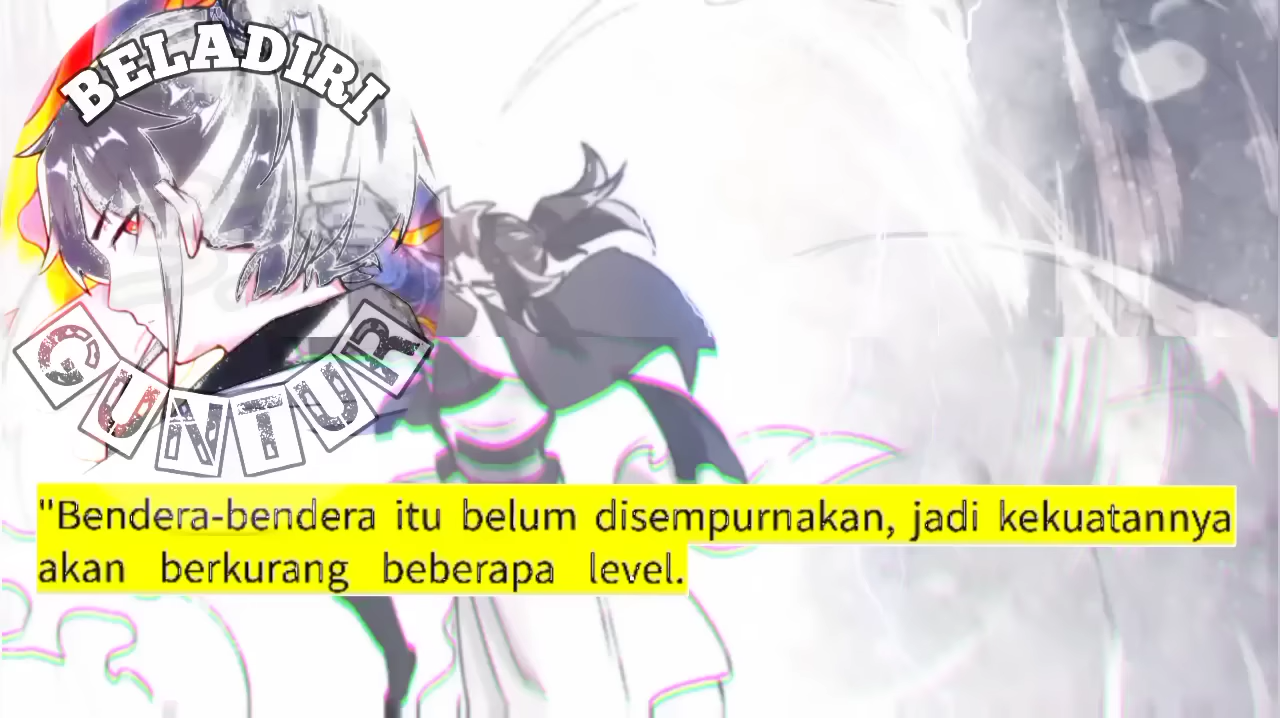 BELADIRI
GUNTUR
"Bendera-bendera itu belum disempurnakan, jadi kekuatannya
akan berkurang beberapa level.